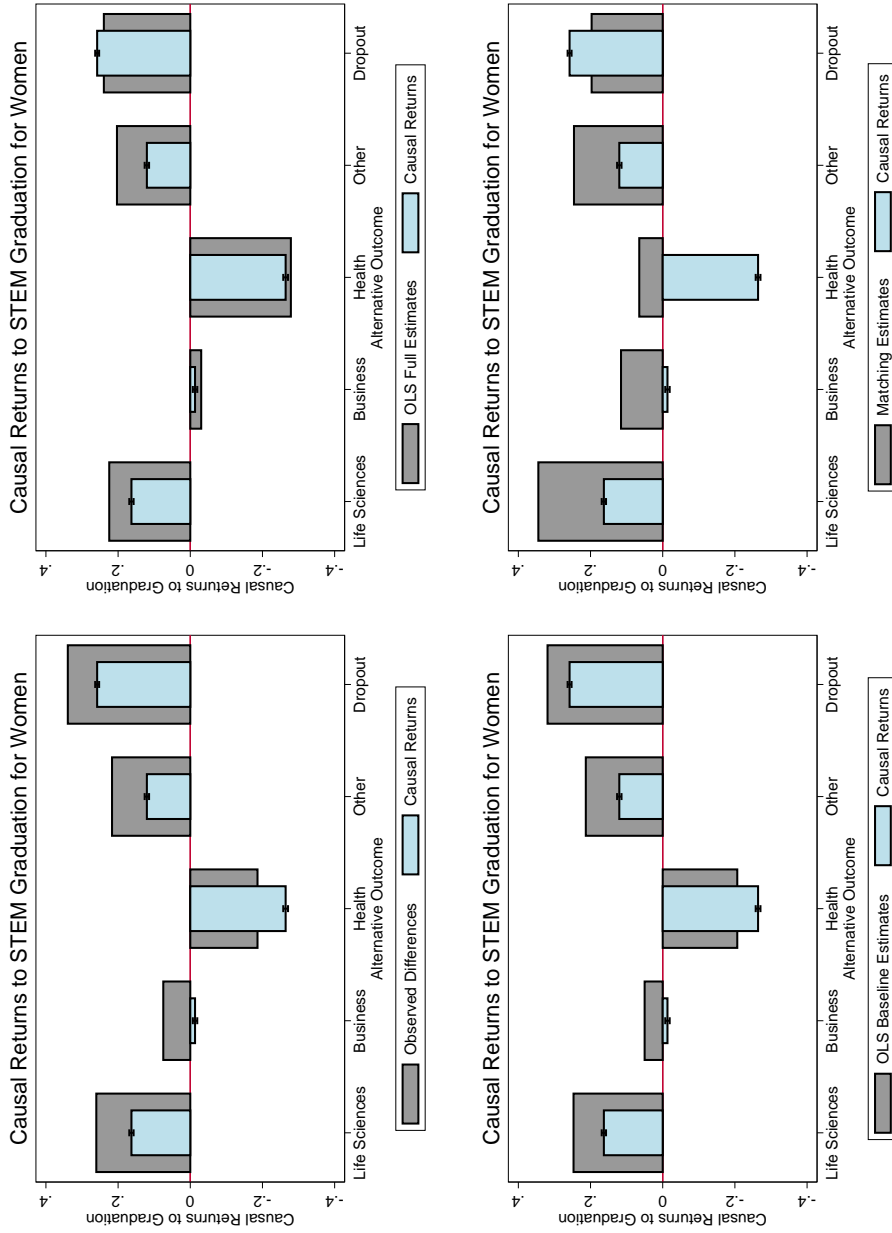 Causal Returns to STEM Graduation for Women
Causal Returns to Graduation
.4
.2
0
-.2
-.4
Life Sciences Business Health Other Dropout
Alternative Outcome
Observed Differences Causal Returns
Causal Returns to STEM Graduation for Women
Causal Returns to Graduation
.4
.2
0
-.2
-.4
Life Sciences Business Health Other Dropout
Alternative Outcome
OLS Full Estimates Causal Returns
Causal Returns to STEM Graduation for Women
Causal Returns to Graduation
.4
.2
0
-.2
-.4
Life Sciences Business Health Other Dropout
Alternative Outcome
OLS Baseline Estimates Causal Returns
Causal Returns to STEM Graduation for Women
Causal Returns to Graduation
.4
.2
0
-.2
-.4
Life Sciences Business Health Other Dropout
Alternative Outcome
Matching Estimates Causal Returns